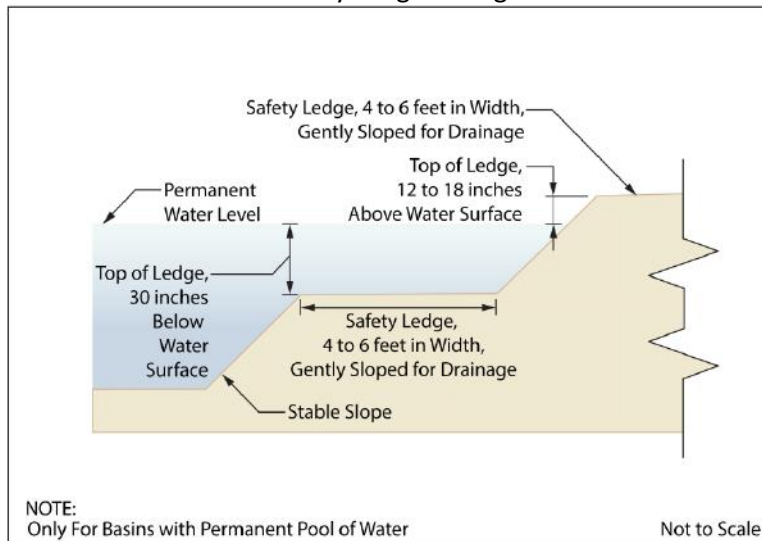 Safety Ledge, 4 to 6 feet in Width,
Gently Sloped for Drainage
Top of Ledge,
12 to 18 inches
Above Water Surface
Permanent
Water Level
Top of Ledge,
30 inches
Below
Water
Surface
Safety Ledge,
4 to 6 feet in Width,
Gently Sloped for Drainage
Stable Slope
NOTE:
Only For Basins with Permanent Pool of Water
Not to Scale